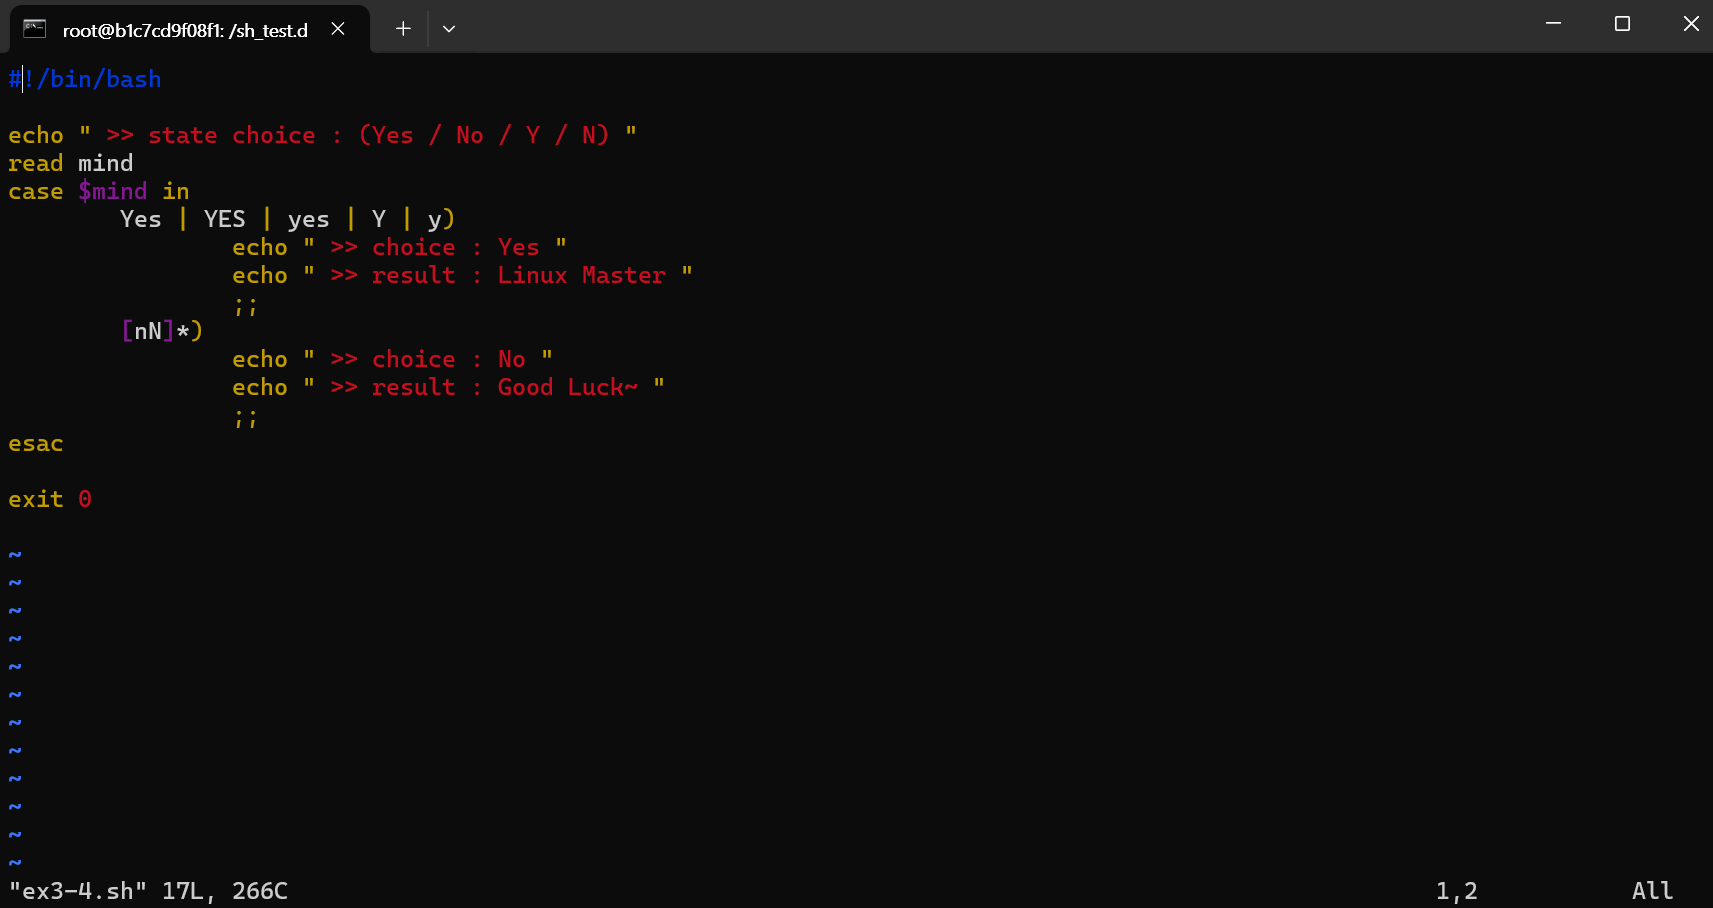 root@b1c7cd9f08f1: /sh_test.d
#!/bin/bash
echo " >> state choice : (Yes / No / Y / N) "
read mind
case $mind in
        Yes | YES | yes | Y | y)
                echo " >> choice : Yes "
                echo " >> result : Linux Master "
                ;;
        [nN]*)
                echo " >> choice : No "
                echo " >> result : Good Luck~ "
                ;;
esac
exit 0
~
~
~
~
~
~
~
~
~
~
~
~
"ex3-4.sh" 17L, 266C 1,2 All